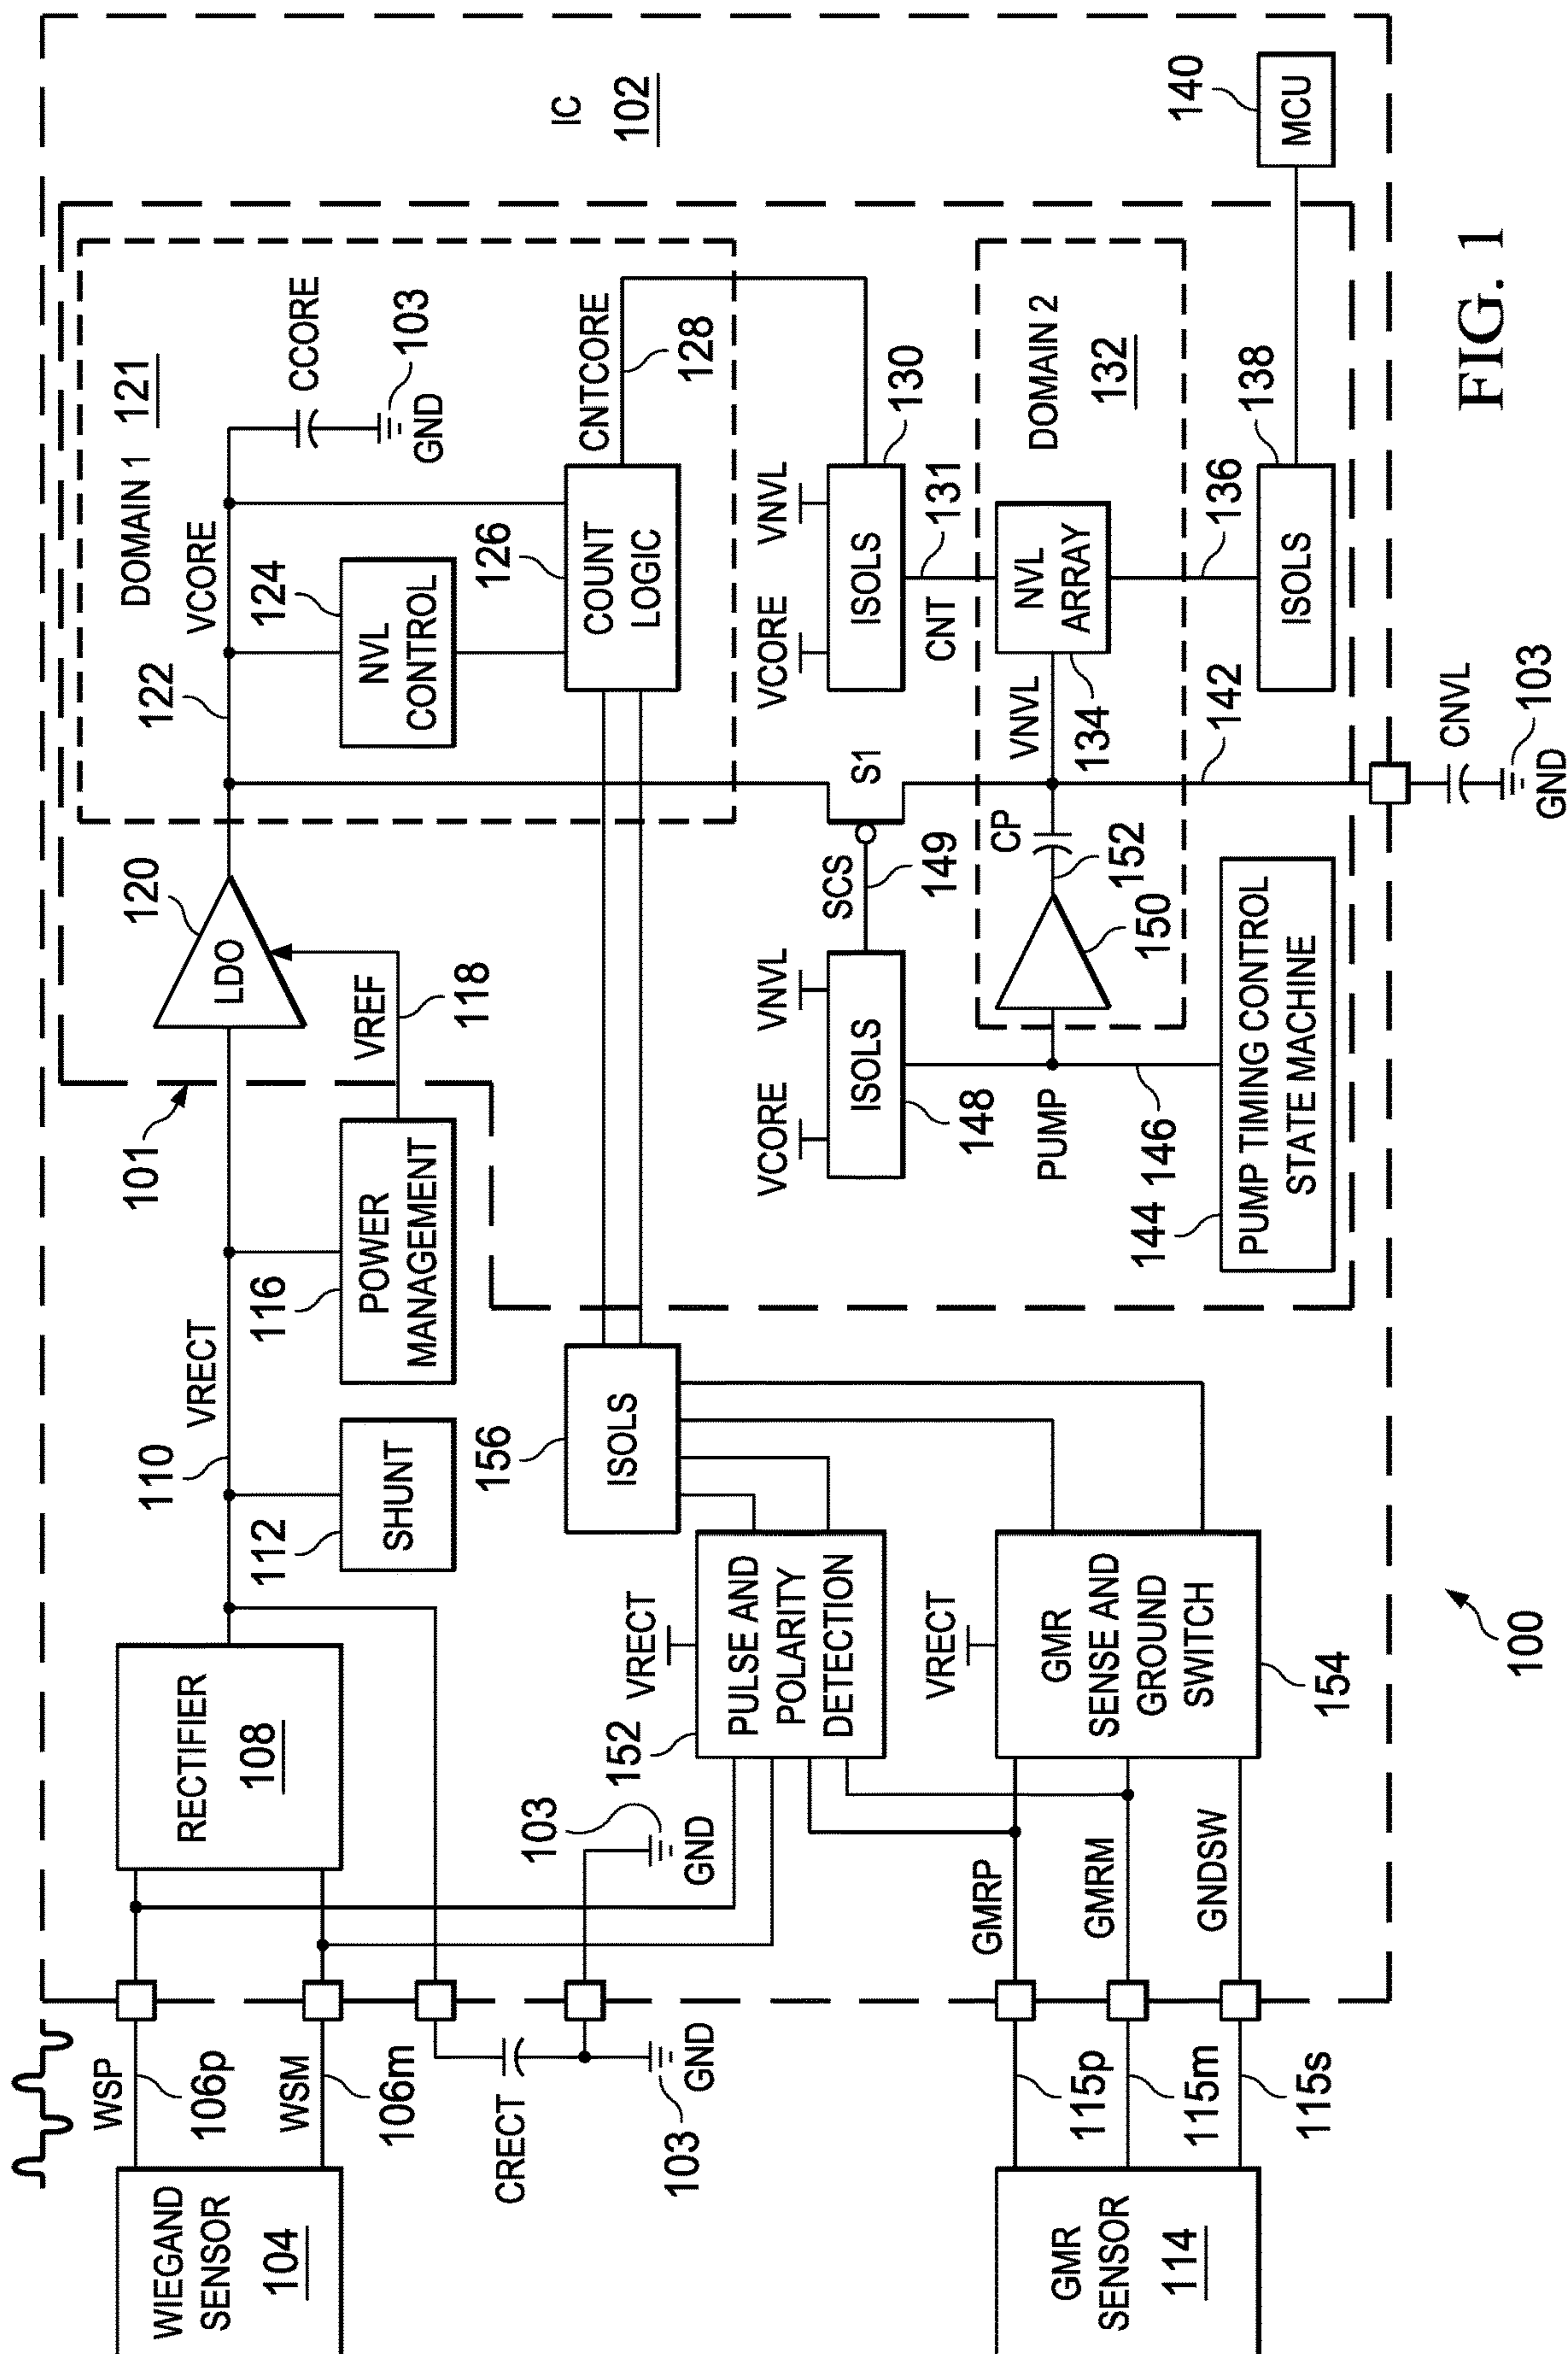 WIEGAND
SENSOR
104
WSP
106p
WSM
106m
CRECT
103
GND
RECTIFIER
108
103
GND
VRECT
110
112
SHUNT
116
POWER
MANAGEMENT
101
VREF
118
120
LDO
122
VCORE
DOMAIN 1
121
124
NVL
CONTROL
126
COUNT
LOGIC
CCORE
103
GND
CNTCORE
128
IC
102
156
ISOLS
152
VRECT
PULSE AND
POLARITY
DETECTION
VRECT
GMR
SENSE AND
GROUND
SWITCH
154
GMR
SENSOR
114
115p
115m
115s
GMRP
GMRM
GNDSW
VCORE
VNVL
ISOLS
148
SCS
149
S1
VCORE
VNVL
ISOLS
130
CNT
131
PUMP
146
150
CP
152
VNVL
134
NVL
ARRAY
DOMAIN 2
132
136
138
ISOLS
140
MCU
142
144
PUMP TIMING CONTROL
STATE MACHINE
CNVL
103
GND
100
FIG. 1